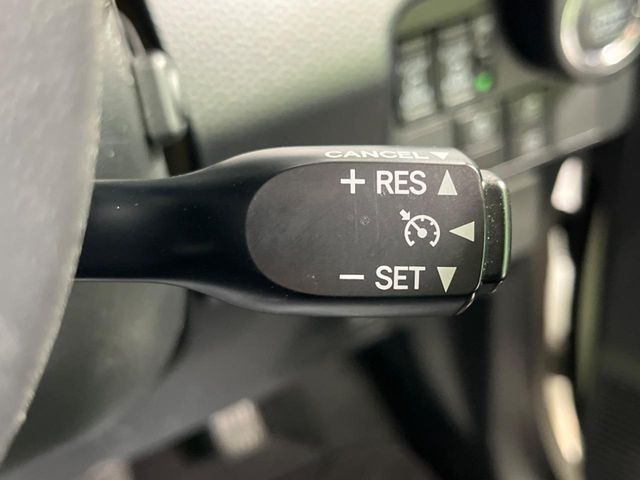 CANCEL ▼
+ RES ▲
◀
− SET ▼